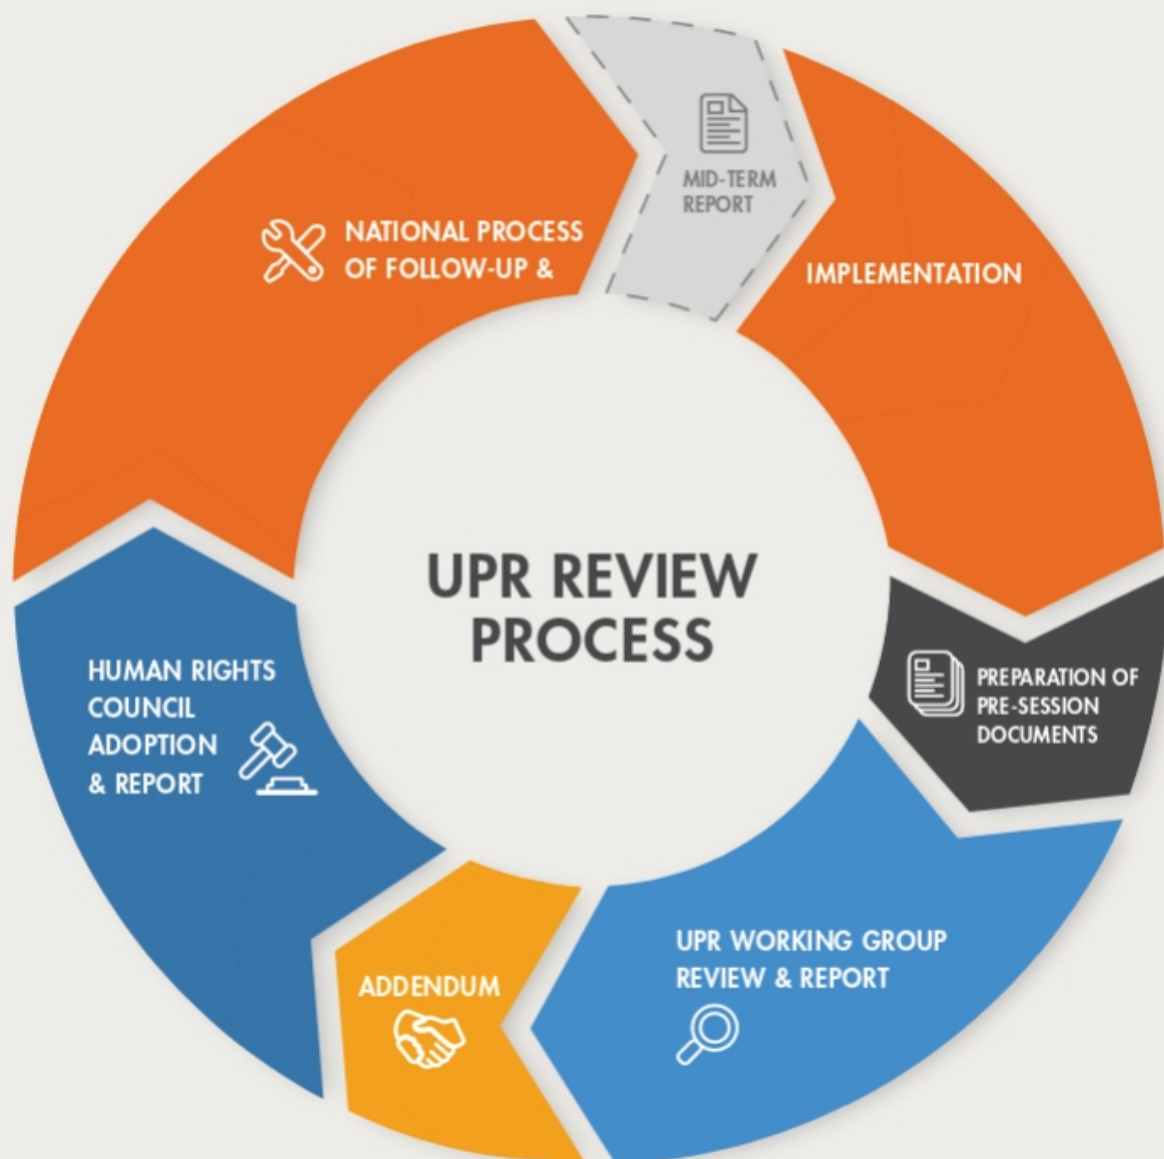 MID-TERM
REPORT
NATIONAL PROCESS
OF FOLLOW-UP &
IMPLEMENTATION
UPR REVIEW
PROCESS
PREPARATION OF
PRE-SESSION
DOCUMENTS
HUMAN RIGHTS
COUNCIL
ADOPTION
& REPORT
UPR WORKING GROUP
REVIEW & REPORT
ADDENDUM